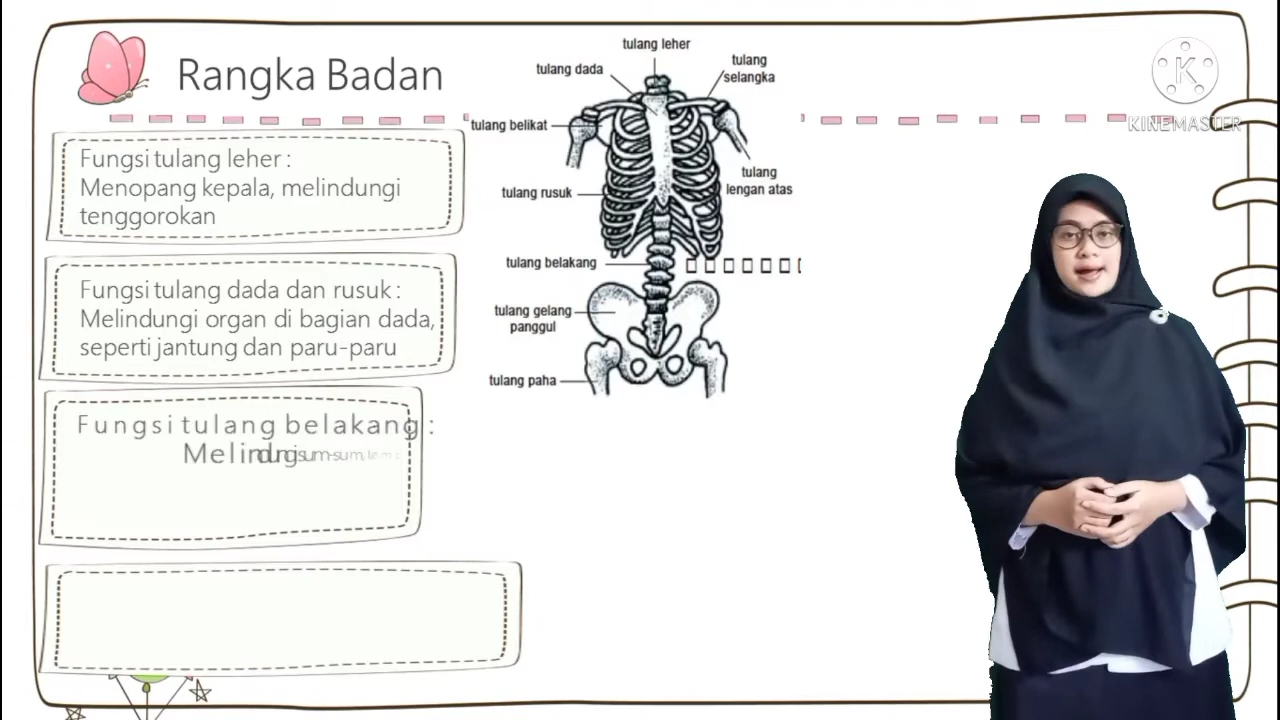 Rangka Badan
Fungsi tulang leher :
Menopang kepala, melindungi
tenggorokan
Fungsi tulang dada dan rusuk :
Melindungi organ di bagian dada,
seperti jantung dan paru-paru
Fungsi tulang belakang :
Melindungi sum-sum
tulang leher
tulang dada
tulang
selangka
tulang belikat
tulang
lengan atas
tulang rusuk
tulang belakang
tulang gelang
panggul
tulang paha
K
KINEMASTER